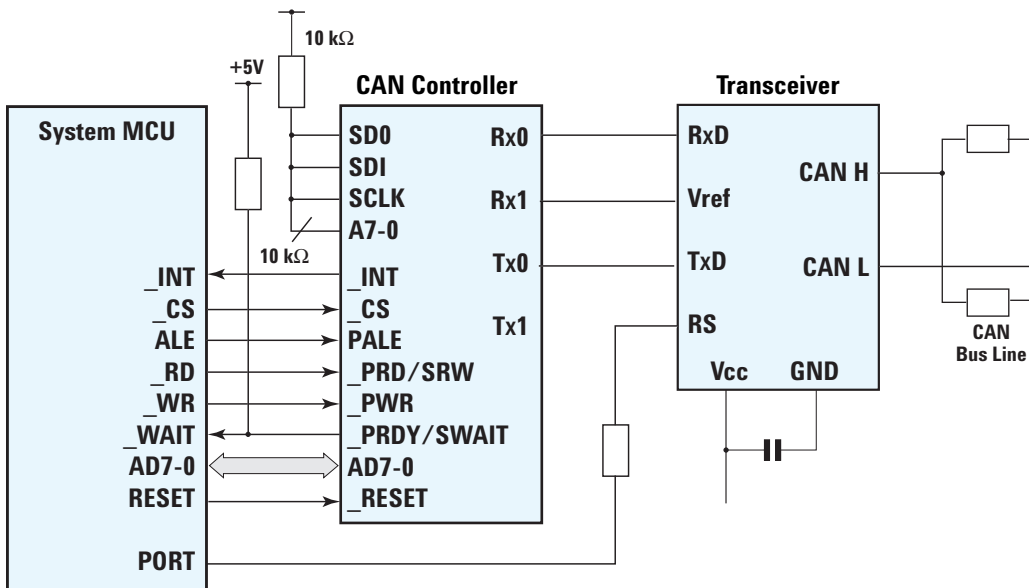 10 kΩ
+5V
CAN Controller
Transceiver
System MCU
SD0
SDI
SCLK
A7-0
10 kΩ
Rx0
Rx1
Tx0
Tx1
RxD
Vref
TxD
RS
CAN H
CAN L
Vcc
GND
CAN
Bus Line
_INT
_CS
ALE
_RD
_WR
_WAIT
AD7-0
RESET
PORT
_INT
_CS
PALE
_PRD/SRW
_PWR
_PRDY/SWAIT
AD7-0
_RESET